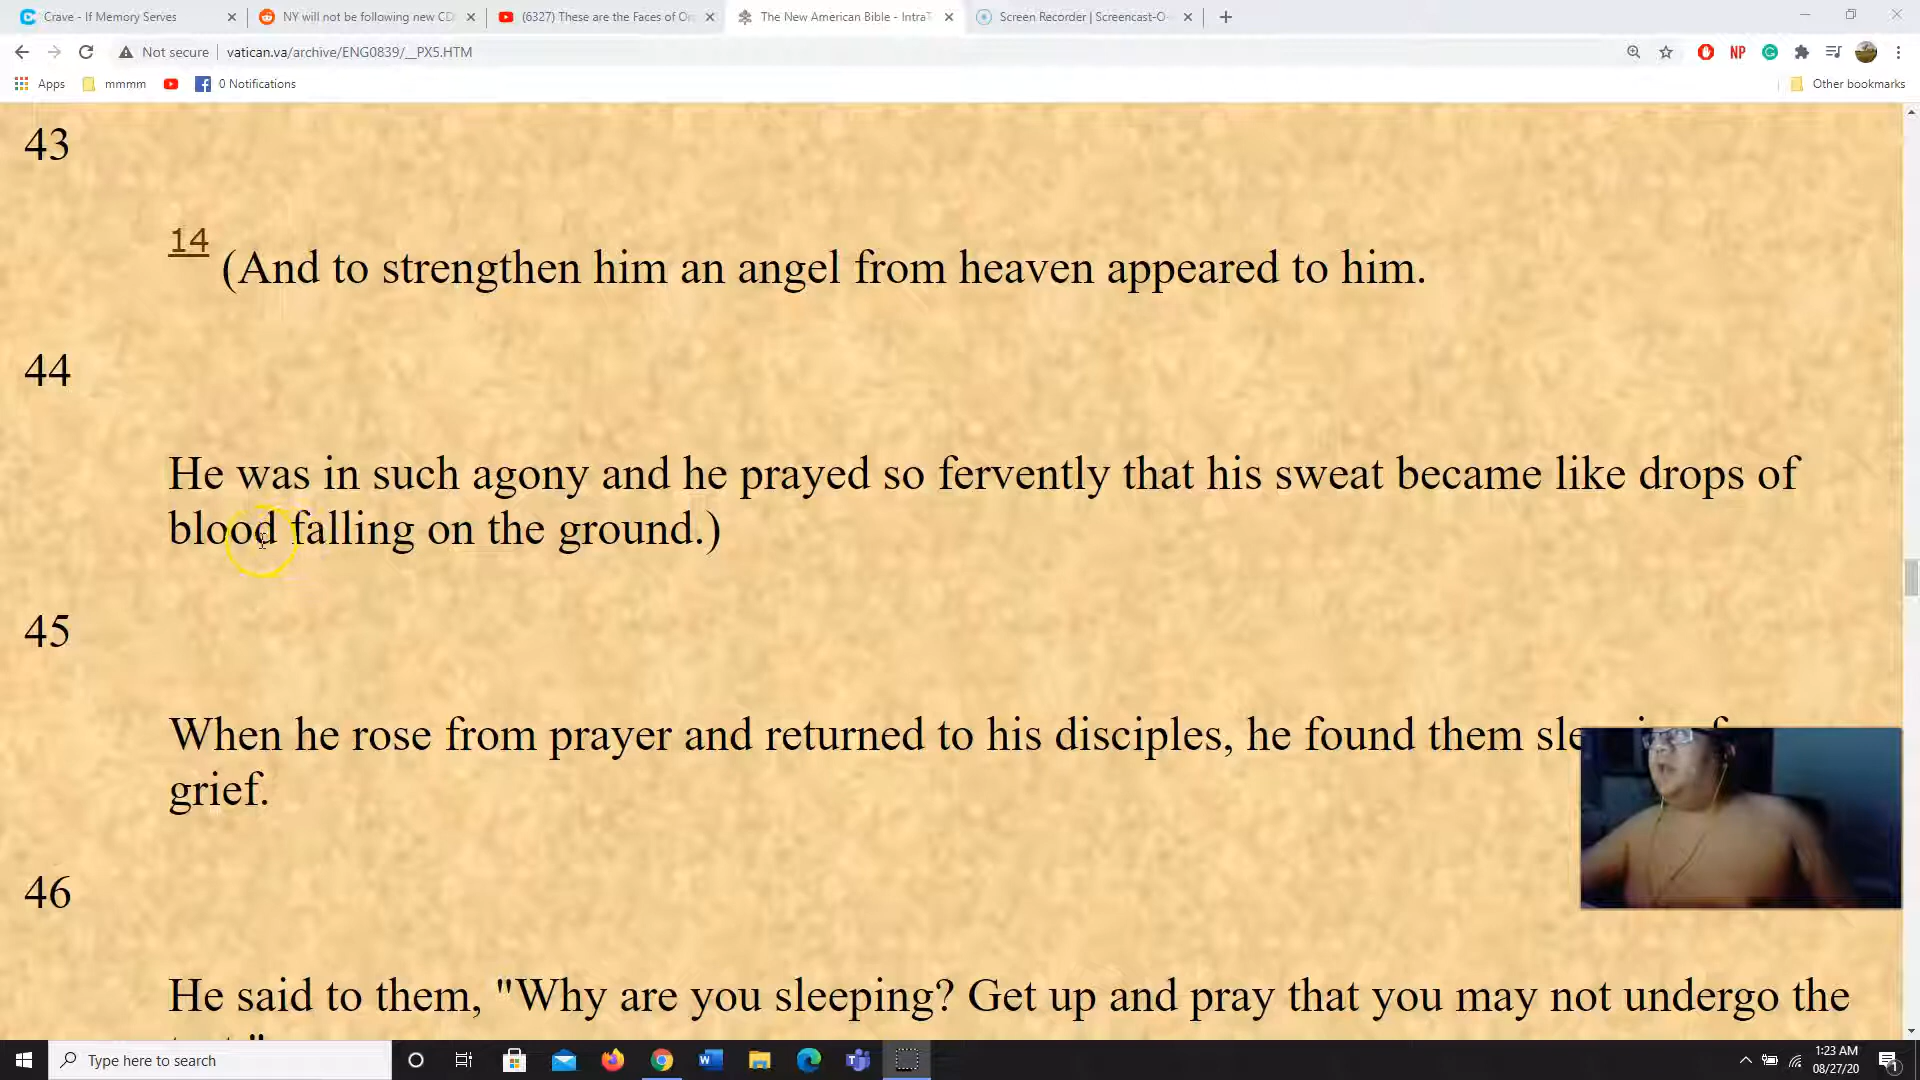 Crave - If Memory Serves
NY will not be following new CD
(6327) These are the Faces of O
The New American Bible - IntraT
Screen Recorder | Screencast-O-
Not secure
vatican.va/archive/ENG0839/__PX5.HTM
NP
Apps
mmmm
0 Notifications
Other bookmarks
43
14 (And to strengthen him an angel from heaven appeared to him.
44
He was in such agony and he prayed so fervently that his sweat became like drops of
blood falling on the ground.)
45
When he rose from prayer and returned to his disciples, he found them
grief.
46
He said to them, "Why are you sleeping? Get up and pray that you may not undergo the
Type here to search
1:23 AM
08/27/20
1